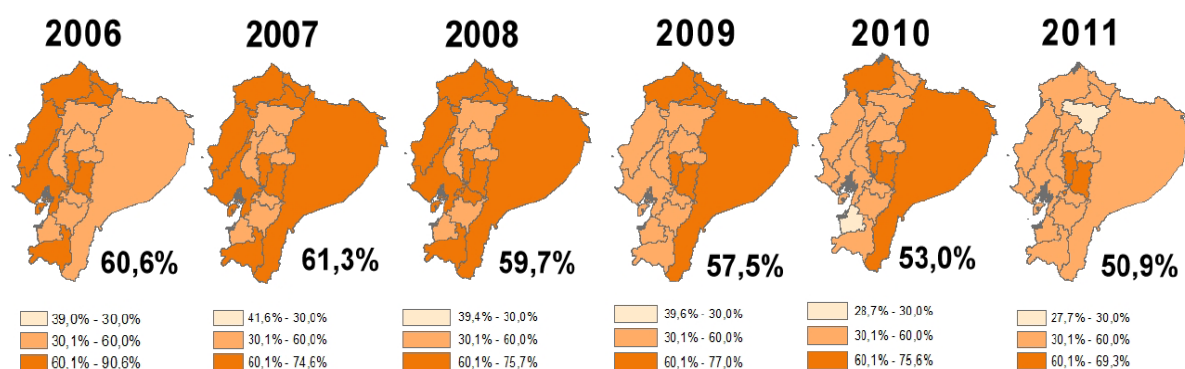 2006 2007 2008 2009 2010 2011
60,6% 61,3% 59,7% 57,5% 53,0% 50,9%
39,0% - 30,0% 41,6% - 30,0% 39,4% - 30,0% 39,6% - 30,0% 28,7% - 30,0% 27,7% - 30,0%
30,1% - 60,0% 30,1% - 60,0% 30,1% - 60,0% 30,1% - 60,0% 30,1% - 60,0% 30,1% - 60,0%
60,1% - 90,6% 60,1% - 74,6% 60,1% - 75,7% 60,1% - 77,0% 60,1% - 75,6% 60,1% - 69,3%